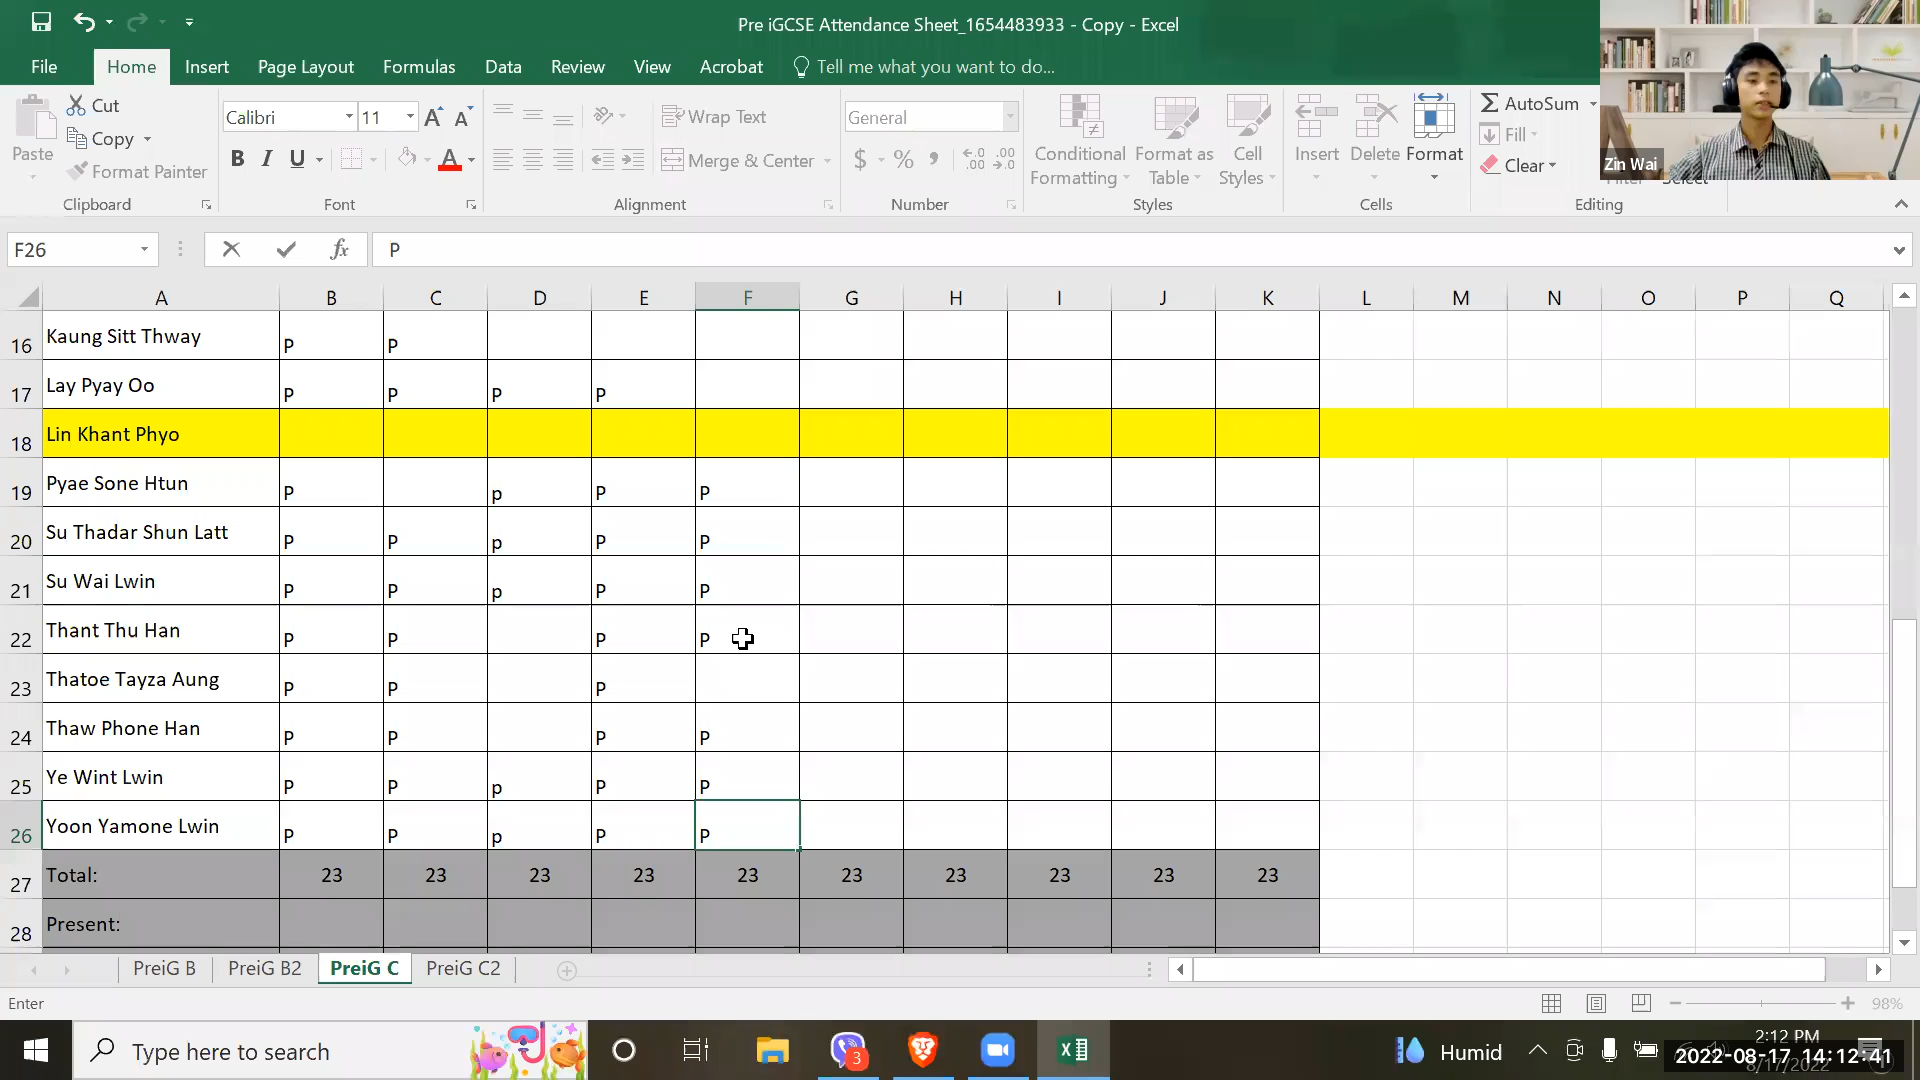 Pre iGCSE Attendance Sheet_1654483933 - Copy - Excel
File Home Insert Page Layout Formulas Data Review View Acrobat Tell me what you want to do...
Paste Cut Copy Format Painter Clipboard
Calibri 11 B I U A Font
Wrap Text Merge & Center Alignment
General $ % Number
Conditional Formatting Format as Table Cell Styles Styles
Insert Delete Format Cells
AutoSum Fill Clear Editing
Zin Wai
F26 fx P
A B C D E F G H I J K L M N O P Q
16 Kaung Sitt Thway P P
17 Lay Pyay Oo P P P P
18 Lin Khant Phyo
19 Pyae Sone Htun P p P P
20 Su Thadar Shun Latt P P p P P
21 Su Wai Lwin P P p P P
22 Thant Thu Han P P P P
23 Thatoe Tayza Aung P P P
24 Thaw Phone Han P P P P
25 Ye Wint Lwin P P p P P
26 Yoon Yamone Lwin P P p P P
27 Total: 23 23 23 23 23 23 23 23 23 23
28 Present:
PreiG B PreiG B2 PreiG C PreiG C2
Enter 98%
Type here to search 3 Humid 2:12 PM
8/17/2022
2022-08-17 14:12:41